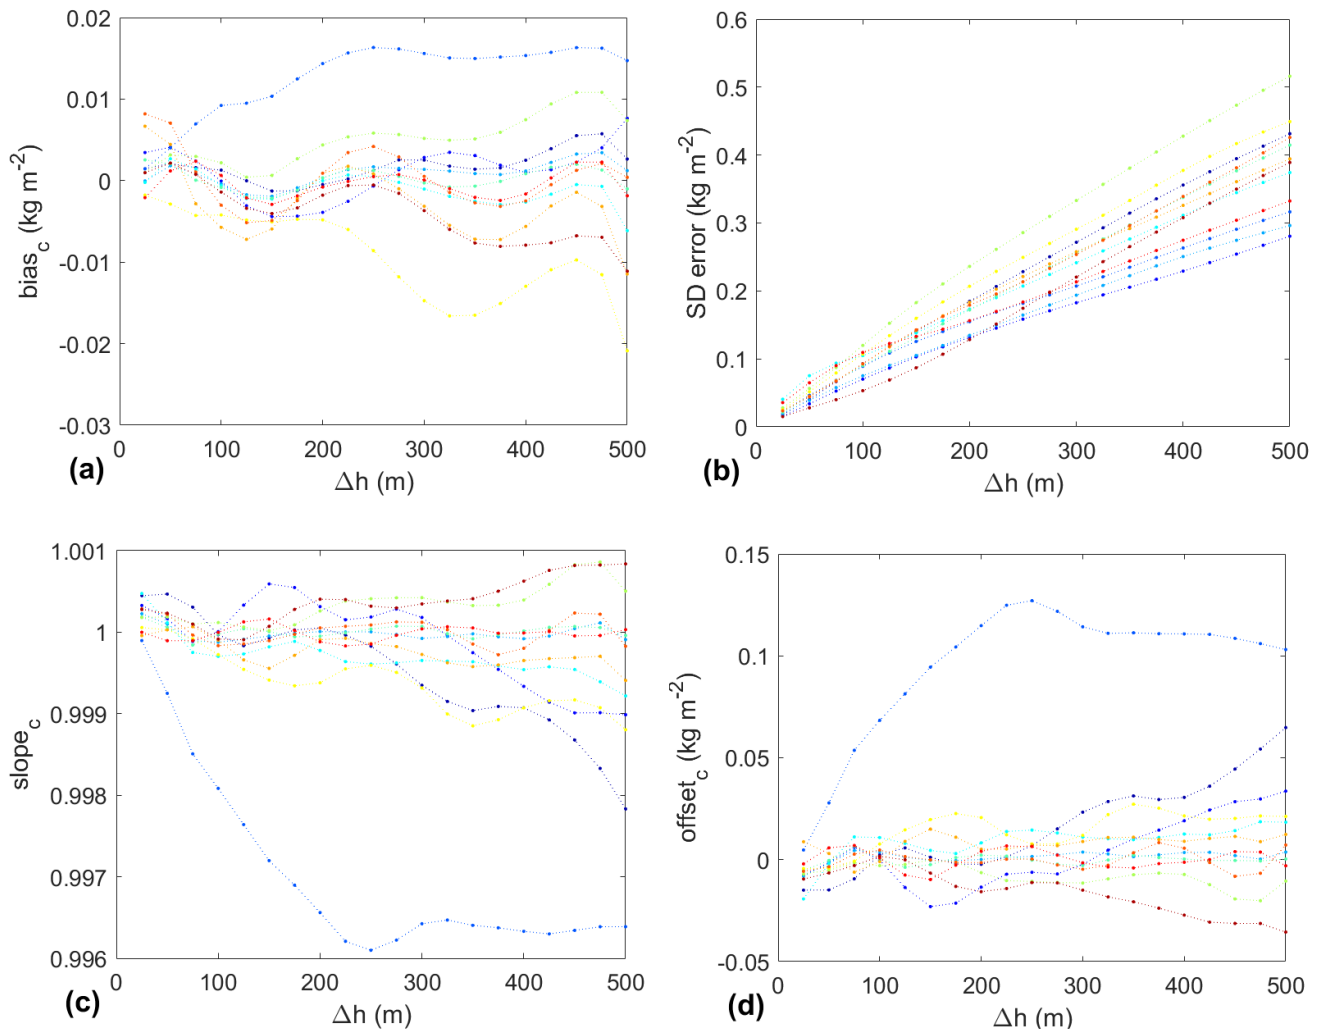 0.02
0.01
0
-0.01
-0.02
-0.03
bias_c (kg m^-2)
0 100 200 300 400 500
Δh (m)
(a)
0.6
0.5
0.4
0.3
0.2
0.1
0
SD error (kg m^-2)
0 100 200 300 400 500
Δh (m)
(b)
1.001
1
0.999
0.998
0.997
0.996
slope_c
0 100 200 300 400 500
Δh (m)
(c)
0.15
0.1
0.05
0
-0.05
offset_c (kg m^-2)
0 100 200 300 400 500
Δh (m)
(d)